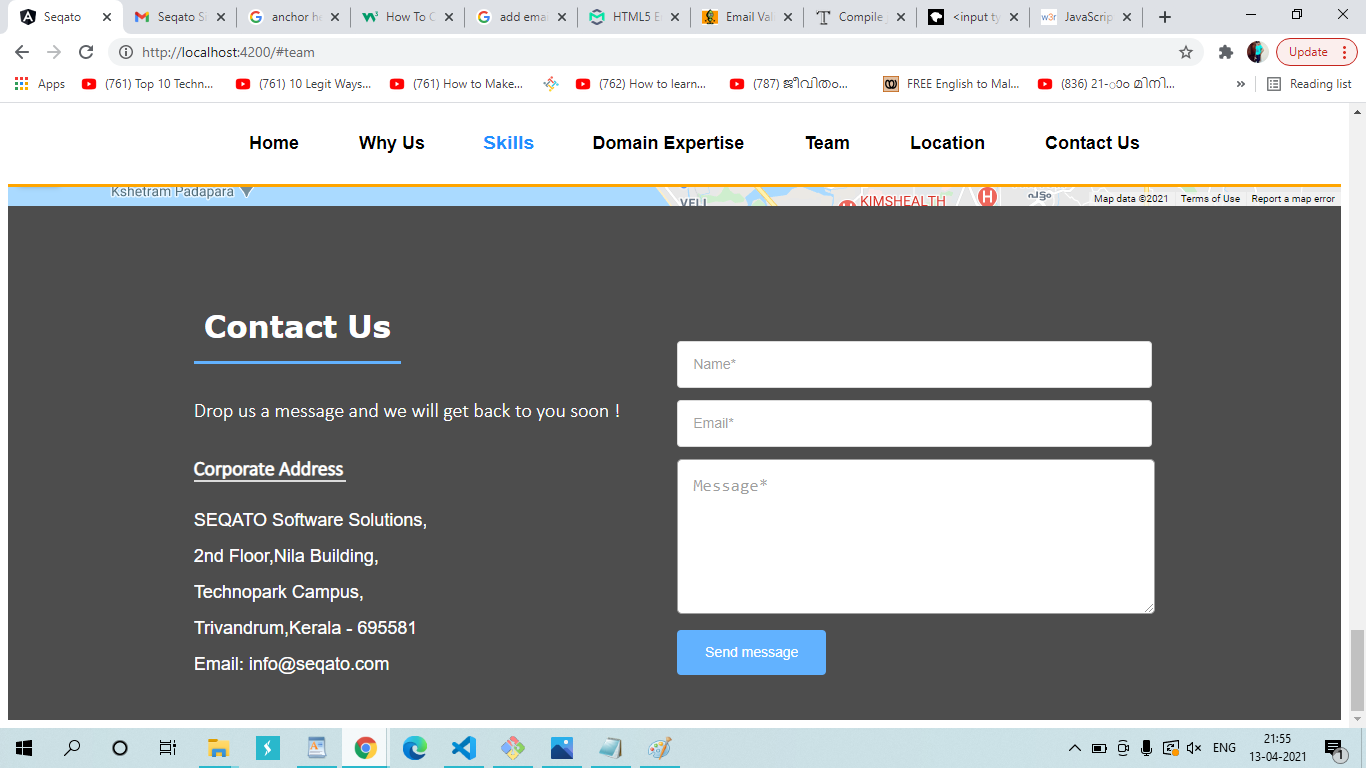 Seqato
Seqato Si
anchor he
How To C
add emai
HTML5 E
Email Val
Compile J
<input ty
JavaScrip
http://localhost:4200/#team
Update
Apps
(761) Top 10 Techn...
(761) 10 Legit Ways...
(761) How to Make...
(762) How to learn...
(787) ജീവിതം...
FREE English to Mal...
(836) 21-ാം മിനി...
»
Reading list
Home
Why Us
Skills
Domain Expertise
Team
Location
Contact Us
Kshetram Padapara
VELI
KIMSHEALTH
H
Map data ©2021
Terms of Use
Report a map error
Contact Us
Drop us a message and we will get back to you soon !
Corporate Address
SEQATO Software Solutions,
2nd Floor,Nila Building,
Technopark Campus,
Trivandrum,Kerala - 695581
Email: info@seqato.com
Name*
Email*
Message*
Send message
ENG
21:55
13-04-2021
1